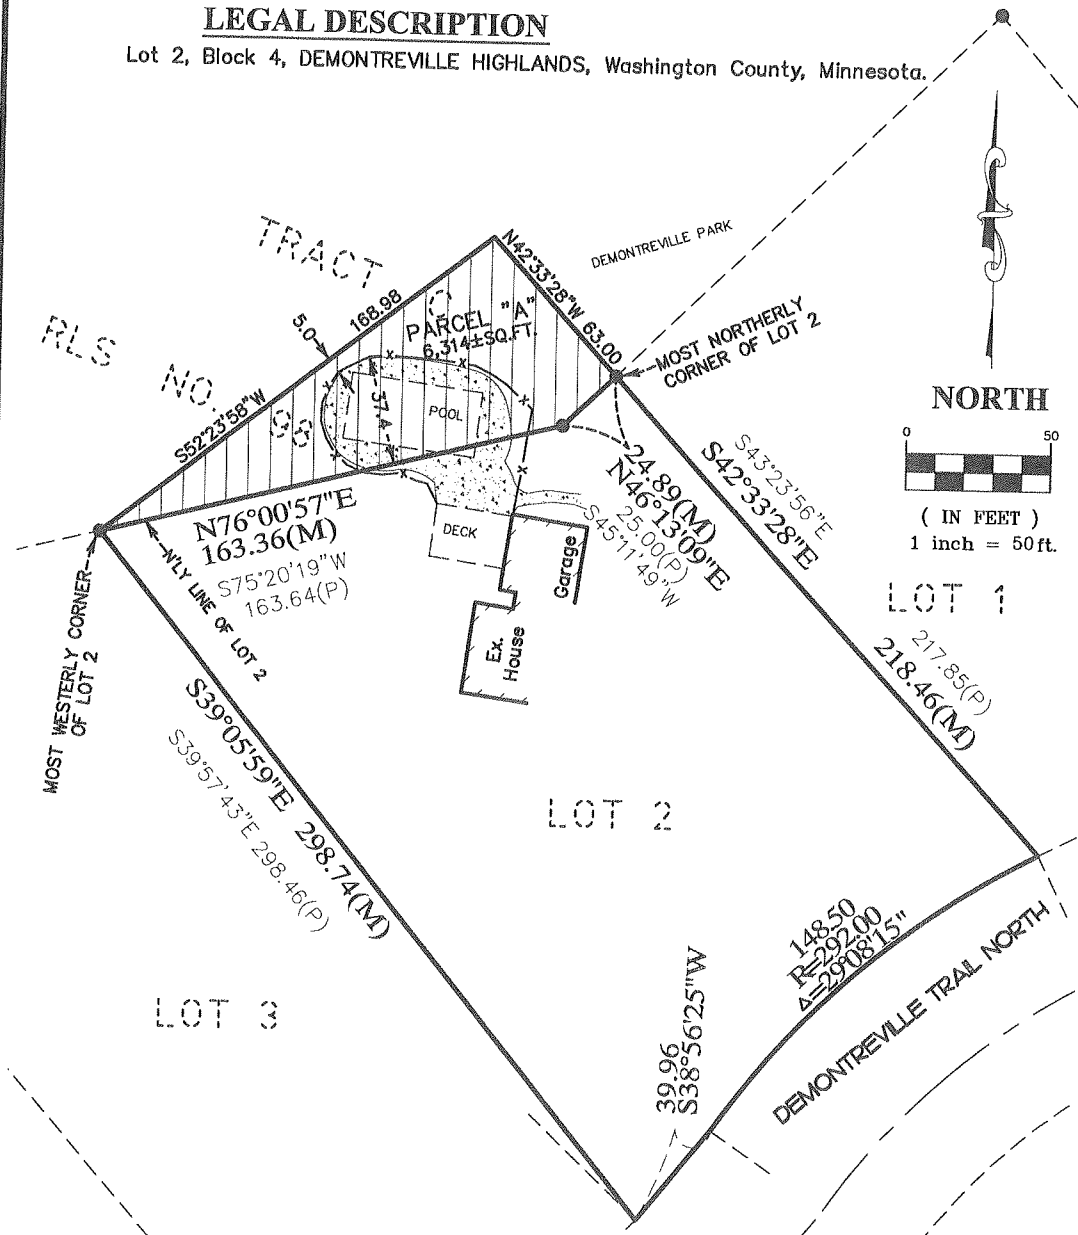 LEGAL DESCRIPTION
Lot 2, Block 4, DEMONTREVILLE HIGHLANDS, Washington County, Minnesota.
DEMONTREVILLE PARK
TRACT
RLS NO. 98
N42°33'28"W 63.00
168.98
5.0
S52°23'58"W
PARCEL "A"
6,314±SQ.FT.
MOST NORTHERLY
CORNER OF LOT 2
NORTH
0 50
( IN FEET )
1 inch = 50ft.
37.4
POOL
DECK
Garage
Ex.
House
24.89(M)
N46°13'09"E
25.00(P)
S45°11'49"W
S43°23'56"E
S42°33'28"E
N76°00'57"E
163.36(M)
S75°20'19"W
163.64(P)
N'LY LINE OF LOT 2
MOST WESTERLY CORNER
OF LOT 2
LOT 1
217.85(P)
218.46(M)
S39°05'59"E 298.74(M)
S39°57'43"E 298.46(P)
LOT 2
LOT 3
148.50
R=292.00
Δ=29°08'15"
39.96
S38°56'25"W
DEMONTREVILLE TRAIL NORTH